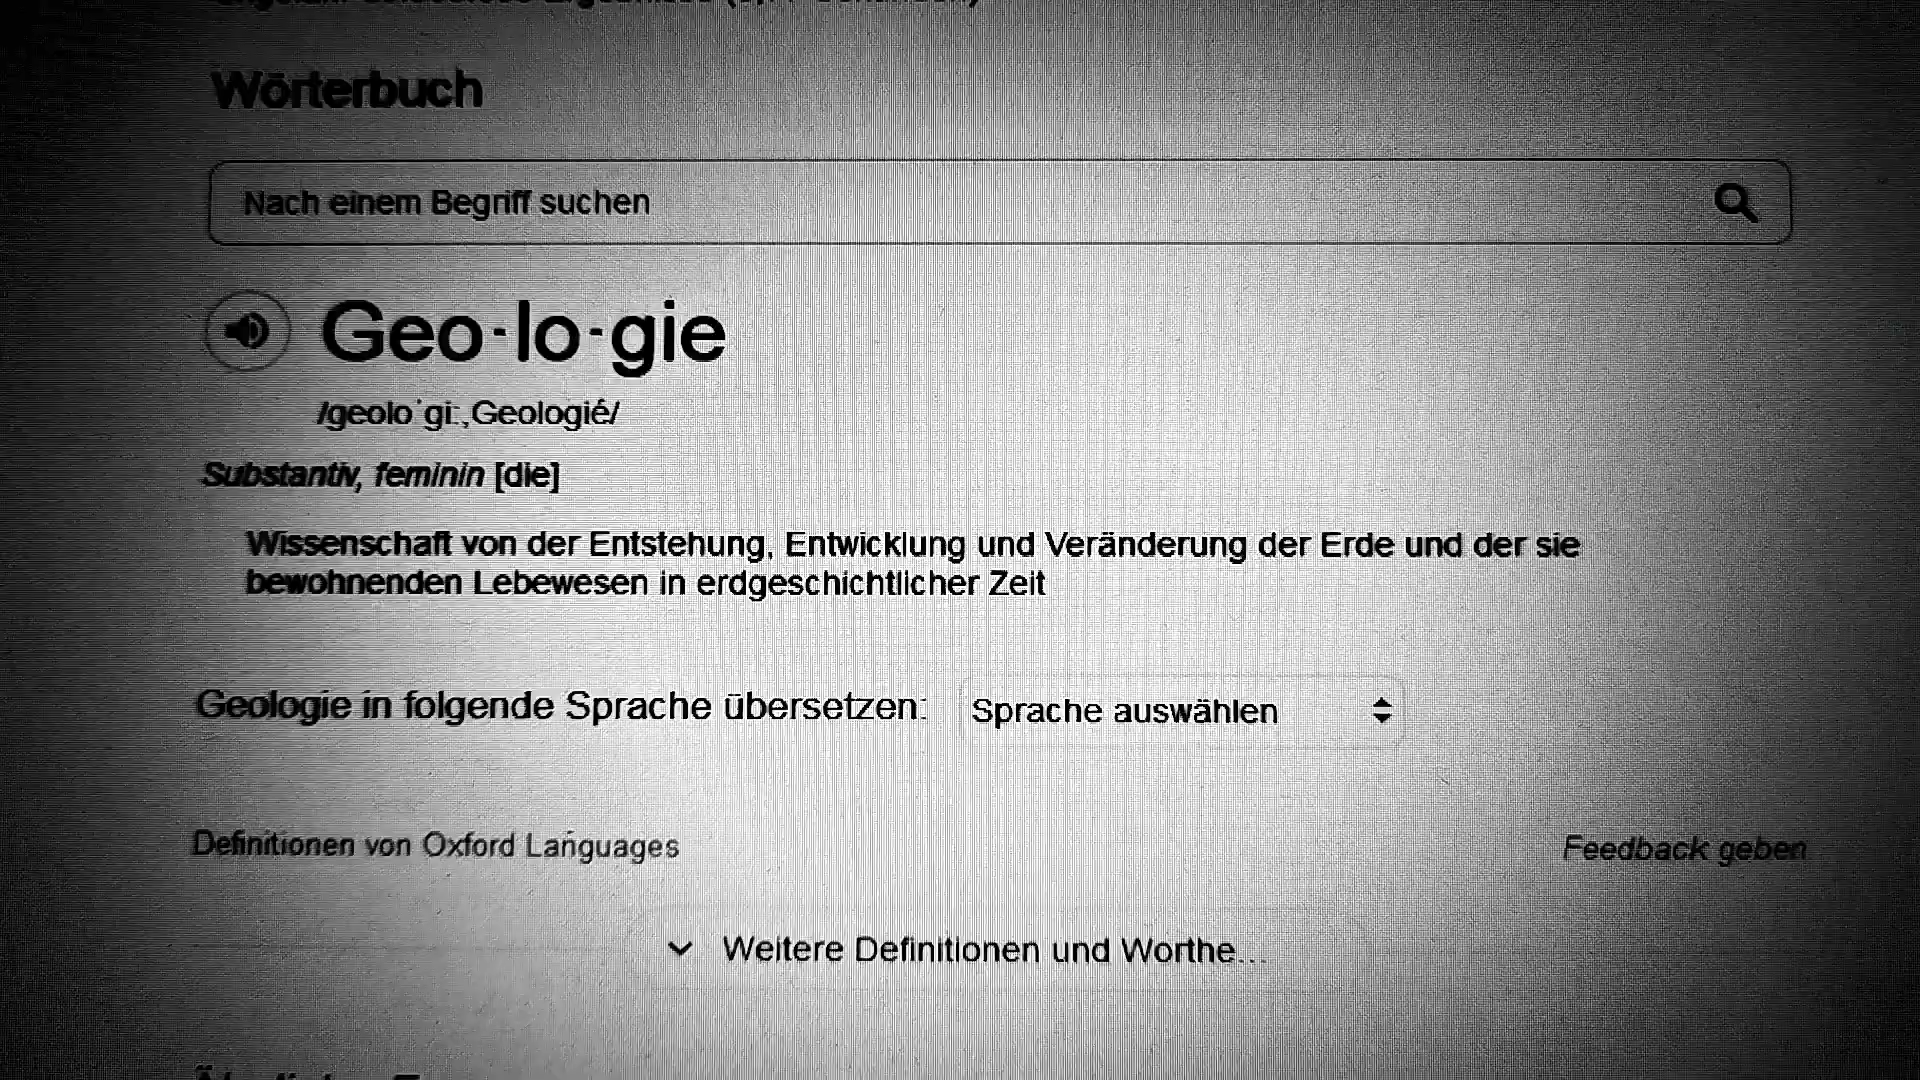 Wörterbuch
Nach einem Begriff suchen
Geo·lo·gie
/geoloˈgiː,Geologié/
Substantiv, feminin [die]
Wissenschaft von der Entstehung, Entwicklung und Veränderung der Erde und der sie
bewohnenden Lebewesen in erdgeschichtlicher Zeit
Geologie in folgende Sprache übersetzen: Sprache auswählen
Definitionen von Oxford Languages Feedback geben
Weitere Definitionen und Worthe...